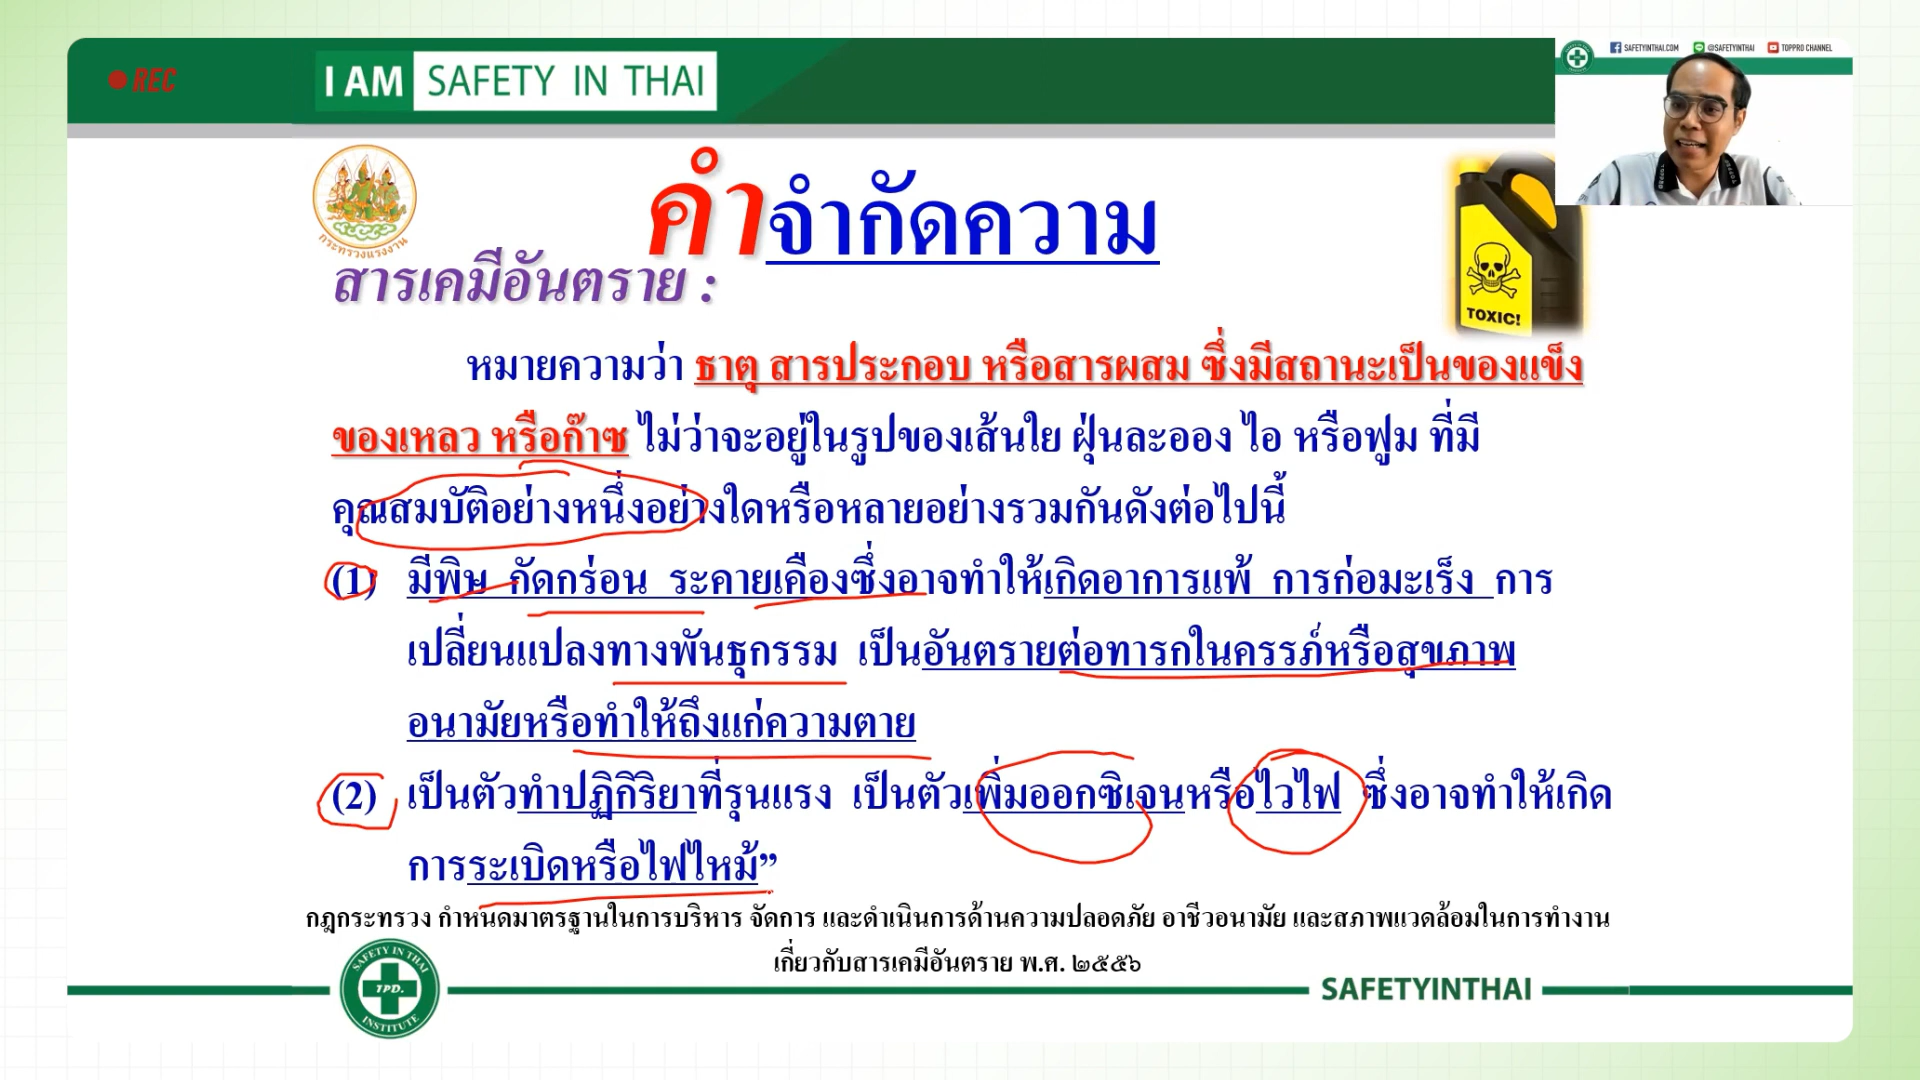 REC
I AM SAFETY IN THAI
SAFETYINTHAI.COM @SAFETYINTHAI TOPPRO CHANNEL
กระทรวงแรงงาน
คำจำกัดความ
สารเคมีอันตราย :
TOXIC!
หมายความว่า ธาตุ สารประกอบ หรือสารผสม ซึ่งมีสถานะเป็นของแข็ง
ของเหลว หรือก๊าซ ไม่ว่าจะอยู่ในรูปของเส้นใย ฝุ่นละออง ไอ หรือฟูม ที่มี
คุณสมบัติอย่างหนึ่งอย่างใดหรือหลายอย่างรวมกันดังต่อไปนี้
(1) มีพิษ กัดกร่อน ระคายเคืองซึ่งอาจทำให้เกิดอาการแพ้ การก่อมะเร็ง การ
เปลี่ยนแปลงทางพันธุกรรม เป็นอันตรายต่อทารกในครรภ์หรือสุขภาพ
อนามัยหรือทำให้ถึงแก่ความตาย
(2) เป็นตัวทำปฏิกิริยาที่รุนแรง เป็นตัวเพิ่มออกซิเจนหรือไวไฟ ซึ่งอาจทำให้เกิด
การระเบิดหรือไฟไหม้”
กฎกระทรวง กำหนดมาตรฐานในการบริหาร จัดการ และดำเนินการด้านความปลอดภัย อาชีวอนามัย และสภาพแวดล้อมในการทำงาน
เกี่ยวกับสารเคมีอันตราย พ.ศ. ๒๕๕๖
SAFETY IN THAI
TPD.
INSTITUTE
SAFETYINTHAI